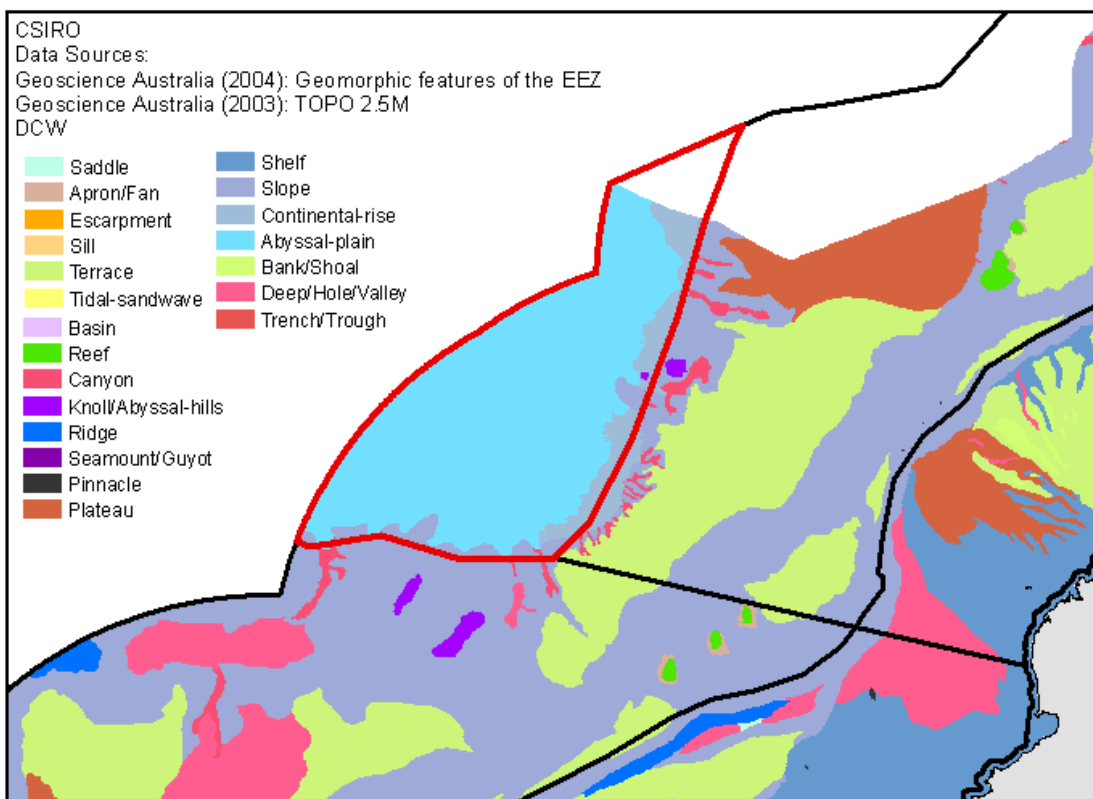 CSIRO
Data Sources:
Geoscience Australia (2004): Geomorphic features of the EEZ
Geoscience Australia (2003): TOPO 2.5M
DCW
Saddle
Apron/Fan
Escarpment
Sill
Terrace
Tidal-sandwave
Basin
Reef
Canyon
Knoll/Abyssal-hills
Ridge
Seamount/Guyot
Pinnacle
Plateau
Shelf
Slope
Continental-rise
Abyssal-plain
Bank/Shoal
Deep/Hole/Valley
Trench/Trough